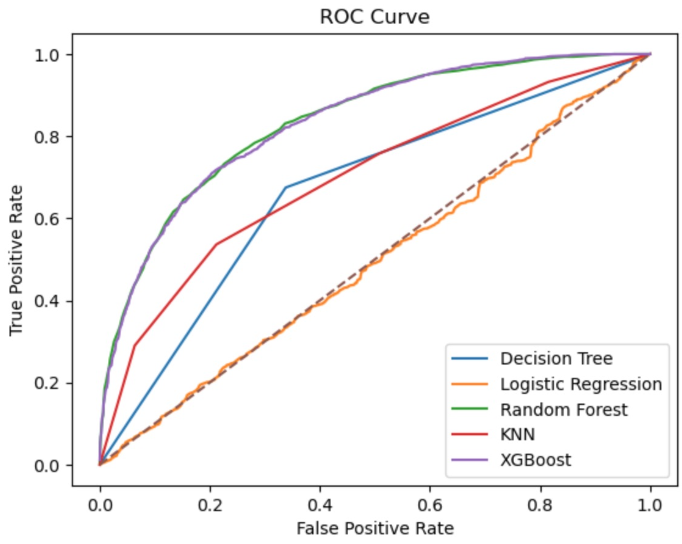 ROC Curve
1.0
0.8
0.6
0.4
0.2
0.0
True Positive Rate
Decision Tree
Logistic Regression
Random Forest
KNN
XGBoost
0.0 0.2 0.4 0.6 0.8 1.0
False Positive Rate